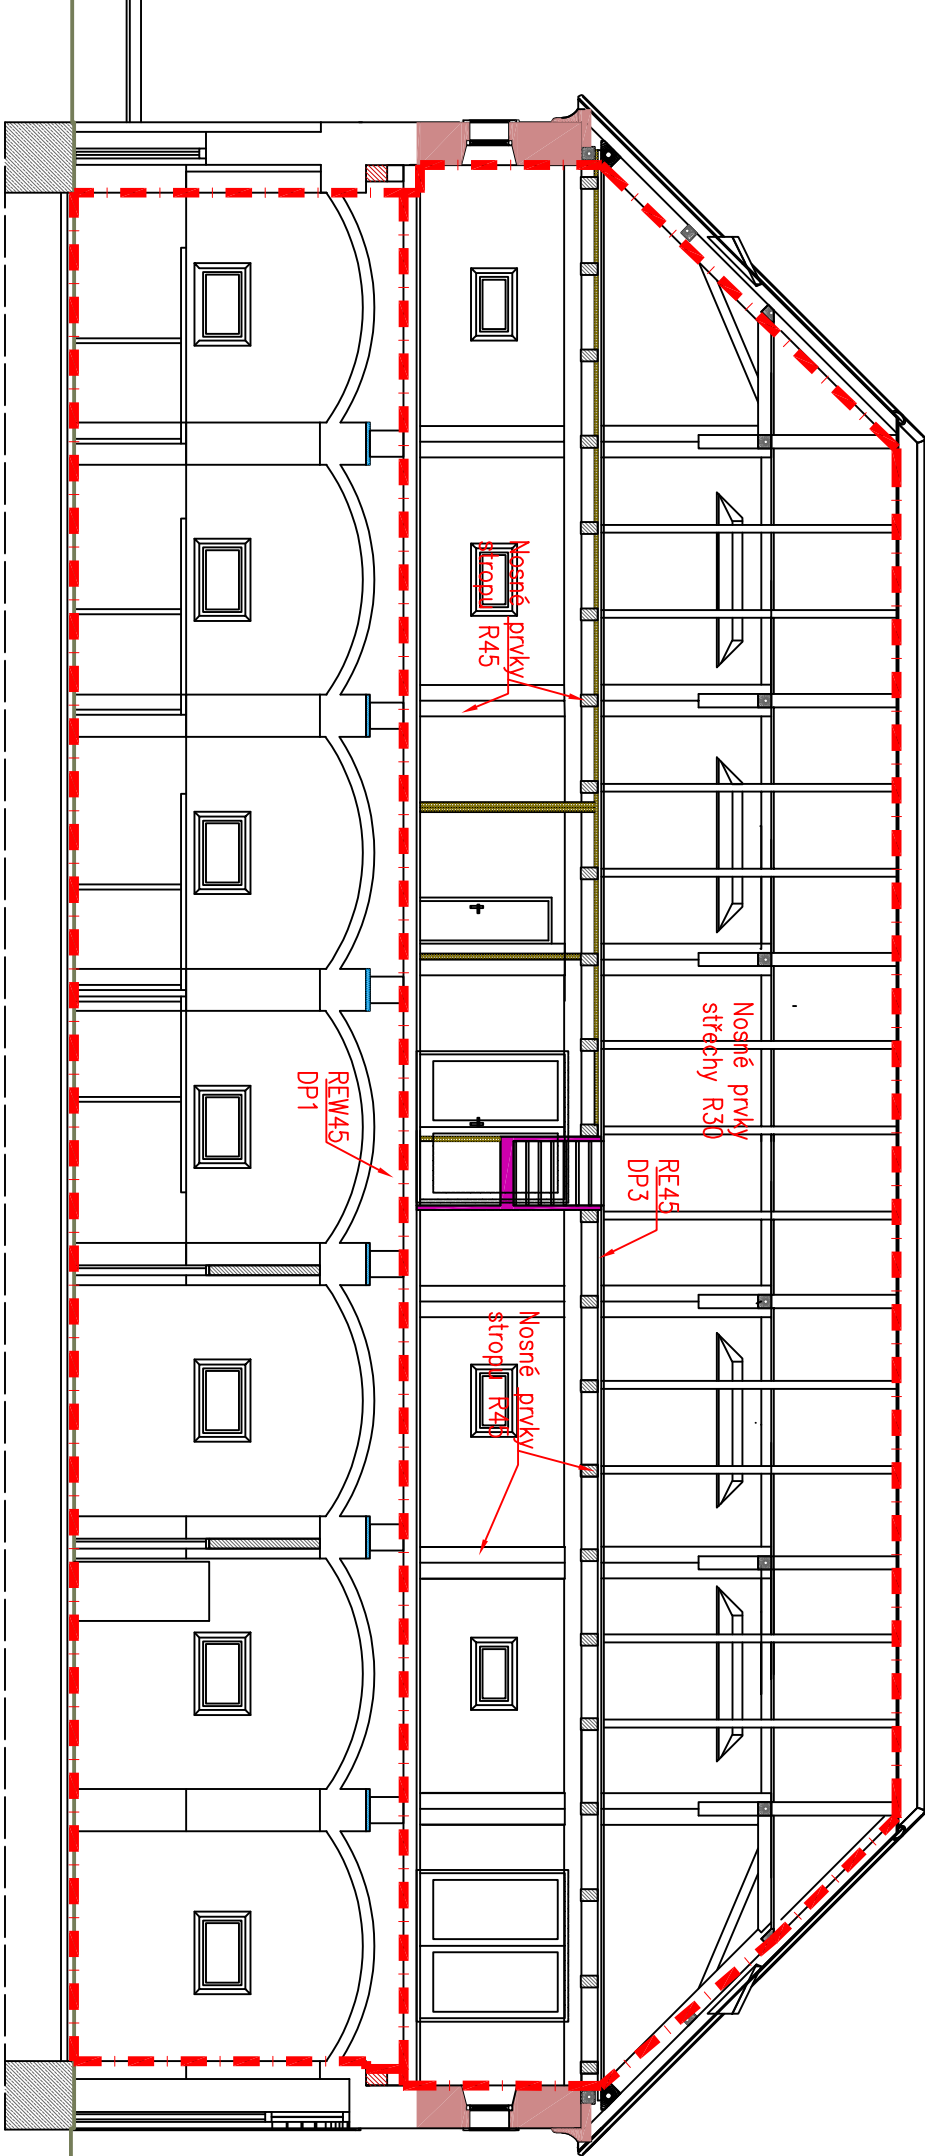 Nosné prvky
stropu R45
Nosné prvky
střechy R30
REW45
DP1
RE45
DP3
Nosné prvky
stropu R45